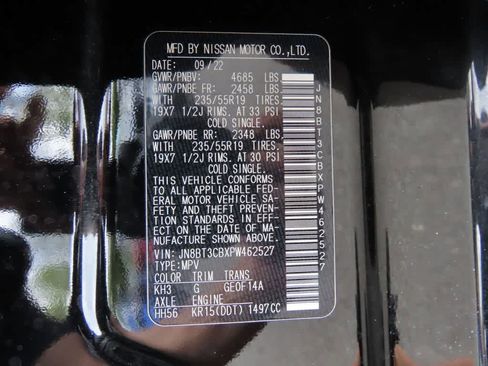 MFD BY NISSAN MOTOR CO.,LTD.
DATE: 09/22
GVWR/PNBV: 4685 LBS
GAWR/PNBE FR: 2458 LBS
WITH 235/55R19 TIRES.
19X7 1/2J RIMS. AT 33 PSI
COLD SINGLE.
GAWR/PNBE RR: 2348 LBS.
WITH 235/55R19 TIRES.
19X7 1/2J RIMS. AT 30 PSI
COLD SINGLE.
THIS VEHICLE CONFORMS
TO ALL APPLICABLE FED-
ERAL MOTOR VEHICLE SA-
FETY AND THEFT PREVEN-
TION STANDARDS IN EFF-
ECT ON THE DATE OF MA-
NUFACTURE SHOWN ABOVE.
VIN: JN8BT3CBXPW462527
TYPE:MPV
COLOR TRIM TRANS
KH3 G GE0F14A
AXLE ENGINE
HH56 KR15(DDT) 1497CC
JN8BT3CBXPW462527